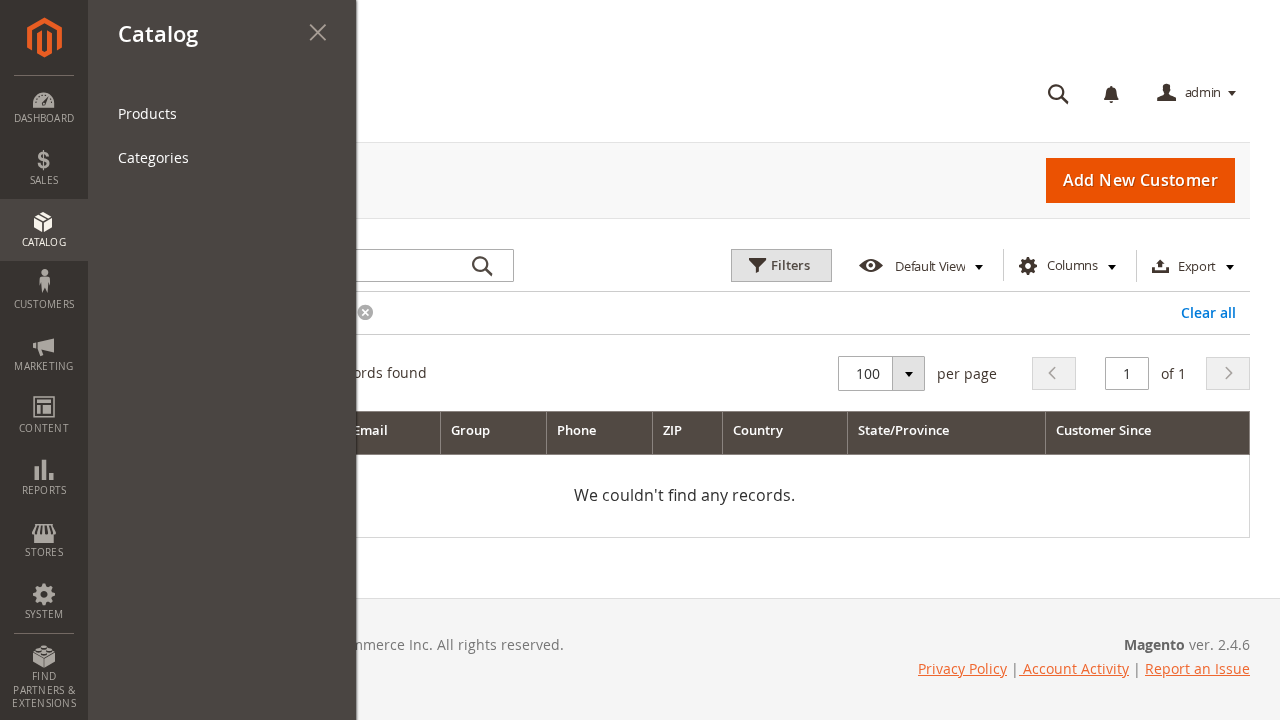 Catalog
Products
Categories
DASHBOARD
SALES
CATALOG
CUSTOMERS
MARKETING
CONTENT
REPORTS
STORES
SYSTEM
FIND
PARTNERS &
EXTENSIONS
admin
Add New Customer
Filters
Default View
Columns
Export
Clear all
ords found
100
per page
1
of 1
Email
Group
Phone
ZIP
Country
State/Province
Customer Since
We couldn't find any records.
mmerce Inc. All rights reserved.
Magento ver. 2.4.6
Privacy Policy | Account Activity | Report an Issue